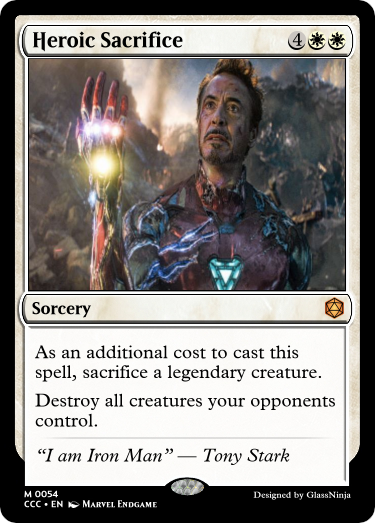 Heroic Sacrifice 4
Sorcery
As an additional cost to cast this
spell, sacrifice a legendary creature.
Destroy all creatures your opponents
control.
“I am Iron Man” — Tony Stark
M 0054
CCC • EN Marvel Endgame
Designed by GlassNinja